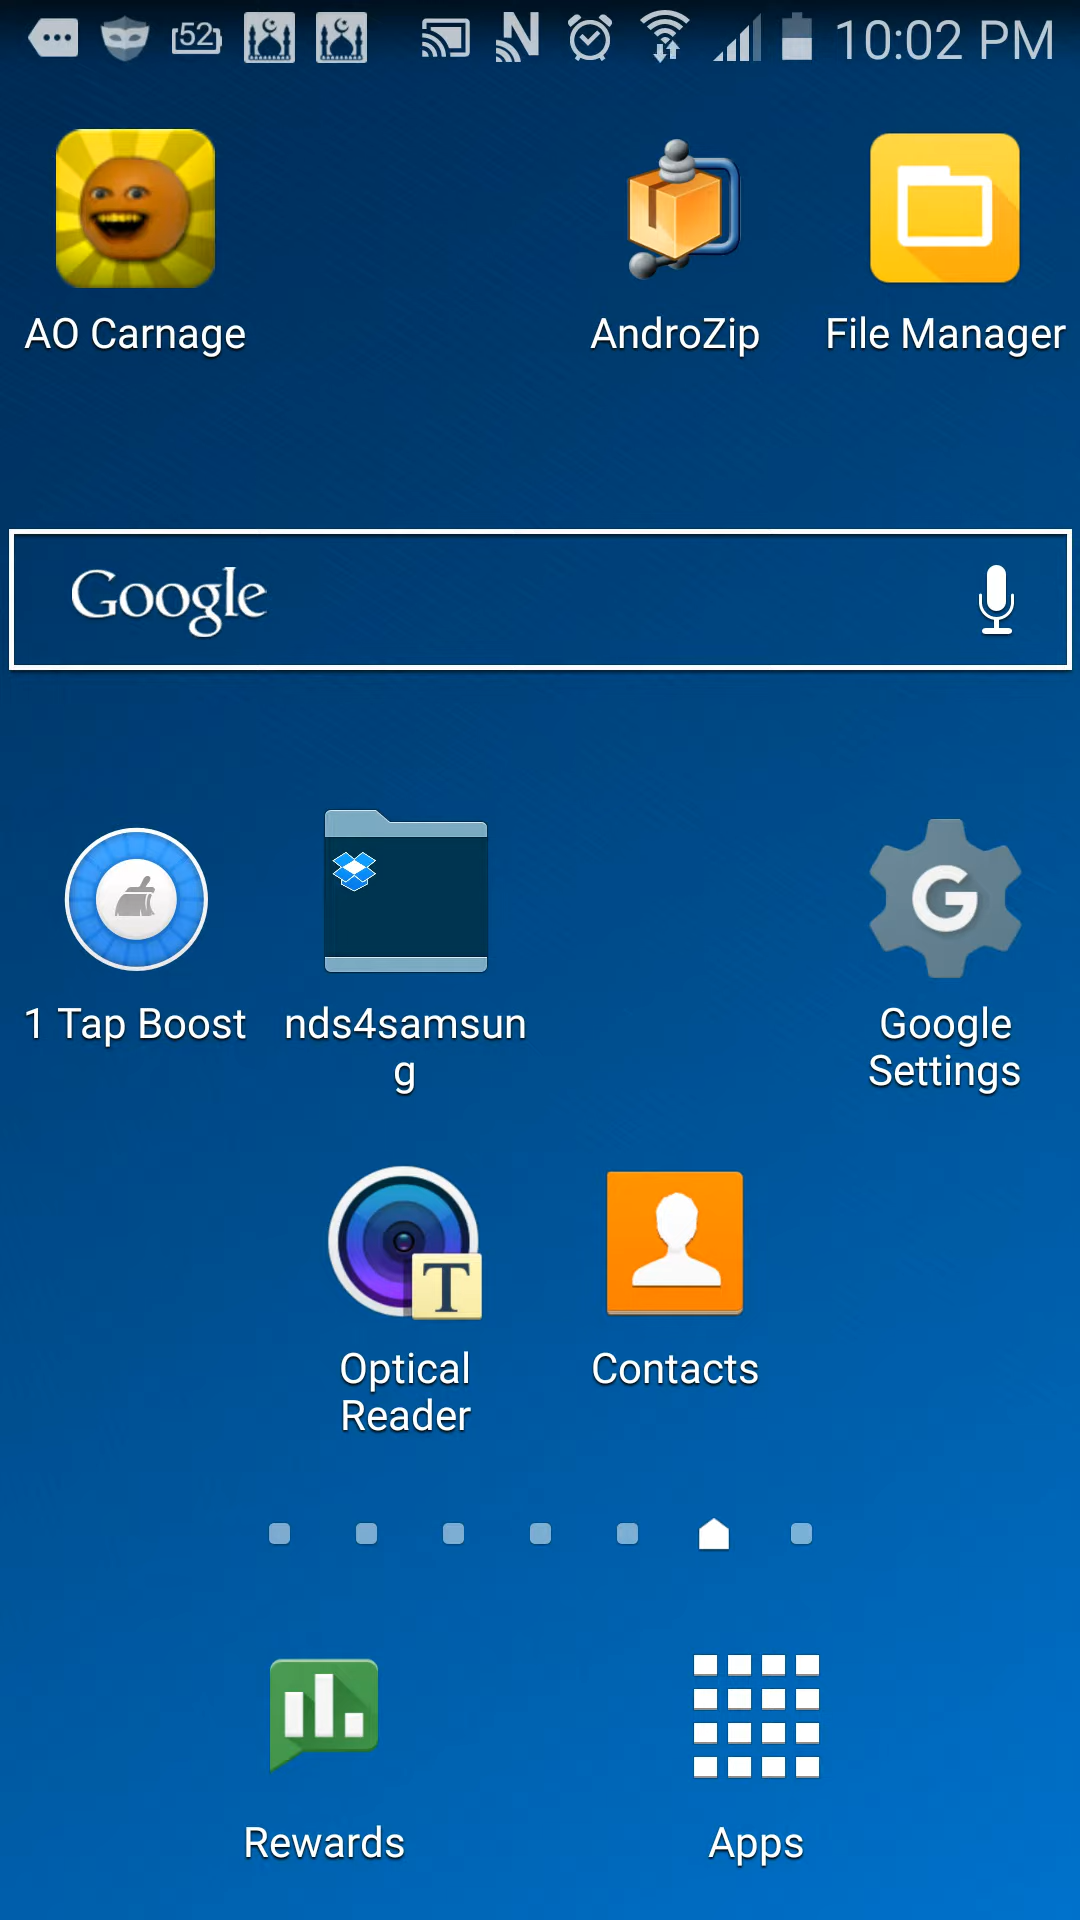 52 10:02 PM
AO Carnage
AndroZip
File Manager
Google
1 Tap Boost
nds4samsun
g
Google
Settings
T
Optical
Reader
Contacts
Rewards
Apps